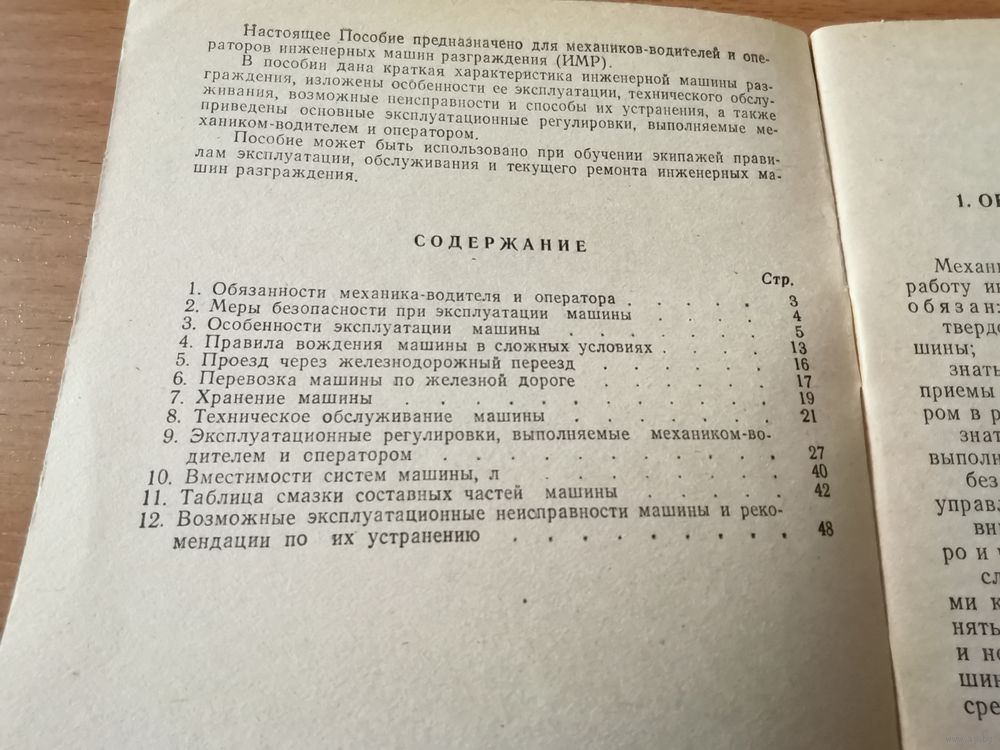 Настоящее Пособие предназначено для механиков-водителей и опе-
раторов инженерных машин разграждения (ИМР).
В пособии дана краткая характеристика инженерной машины раз-
граждения, изложены особенности ее эксплуатации, технического обслу-
живания, возможные неисправности и способы их устранения, а также
приведены основные эксплуатационные регулировки, выполняемые ме-
хаником-водителем и оператором.
Пособие может быть использовано при обучении экипажей прави-
лам эксплуатации, обслуживания и текущего ремонта инженерных ма-
шин разграждения.
СОДЕРЖАНИЕ
Стр.
1. Обязанности механика-водителя и оператора . . . . . 3
2. Меры безопасности при эксплуатации машины . . . . 4
3. Особенности эксплуатации машины . . . . . . 5
4. Правила вождения машины в сложных условиях . . . . 13
5. Проезд через железнодорожный переезд . . . . . 16
6. Перевозка машины по железной дороге . . . . . 17
7. Хранение машины . . . . . . . . . . 19
8. Техническое обслуживание машины . . . . . . 21
9. Эксплуатационные регулировки, выполняемые механиком-во-
дителем и оператором . . . . . . . . . 27
10. Вместимости систем машины, л . . . . . . . 40
11. Таблица смазки составных частей машины . . . . . 42
12. Возможные эксплуатационные неисправности машины и реко-
мендации по их устранению . . . . . . . . . 48
1. ОБ
Механи
работу ин
обязан:
твердо
шины;
знать
приемы
ром в р
знат
выполн
без
управл
вн
ро и ч
сл
ми к
нять
и но
шин
сре